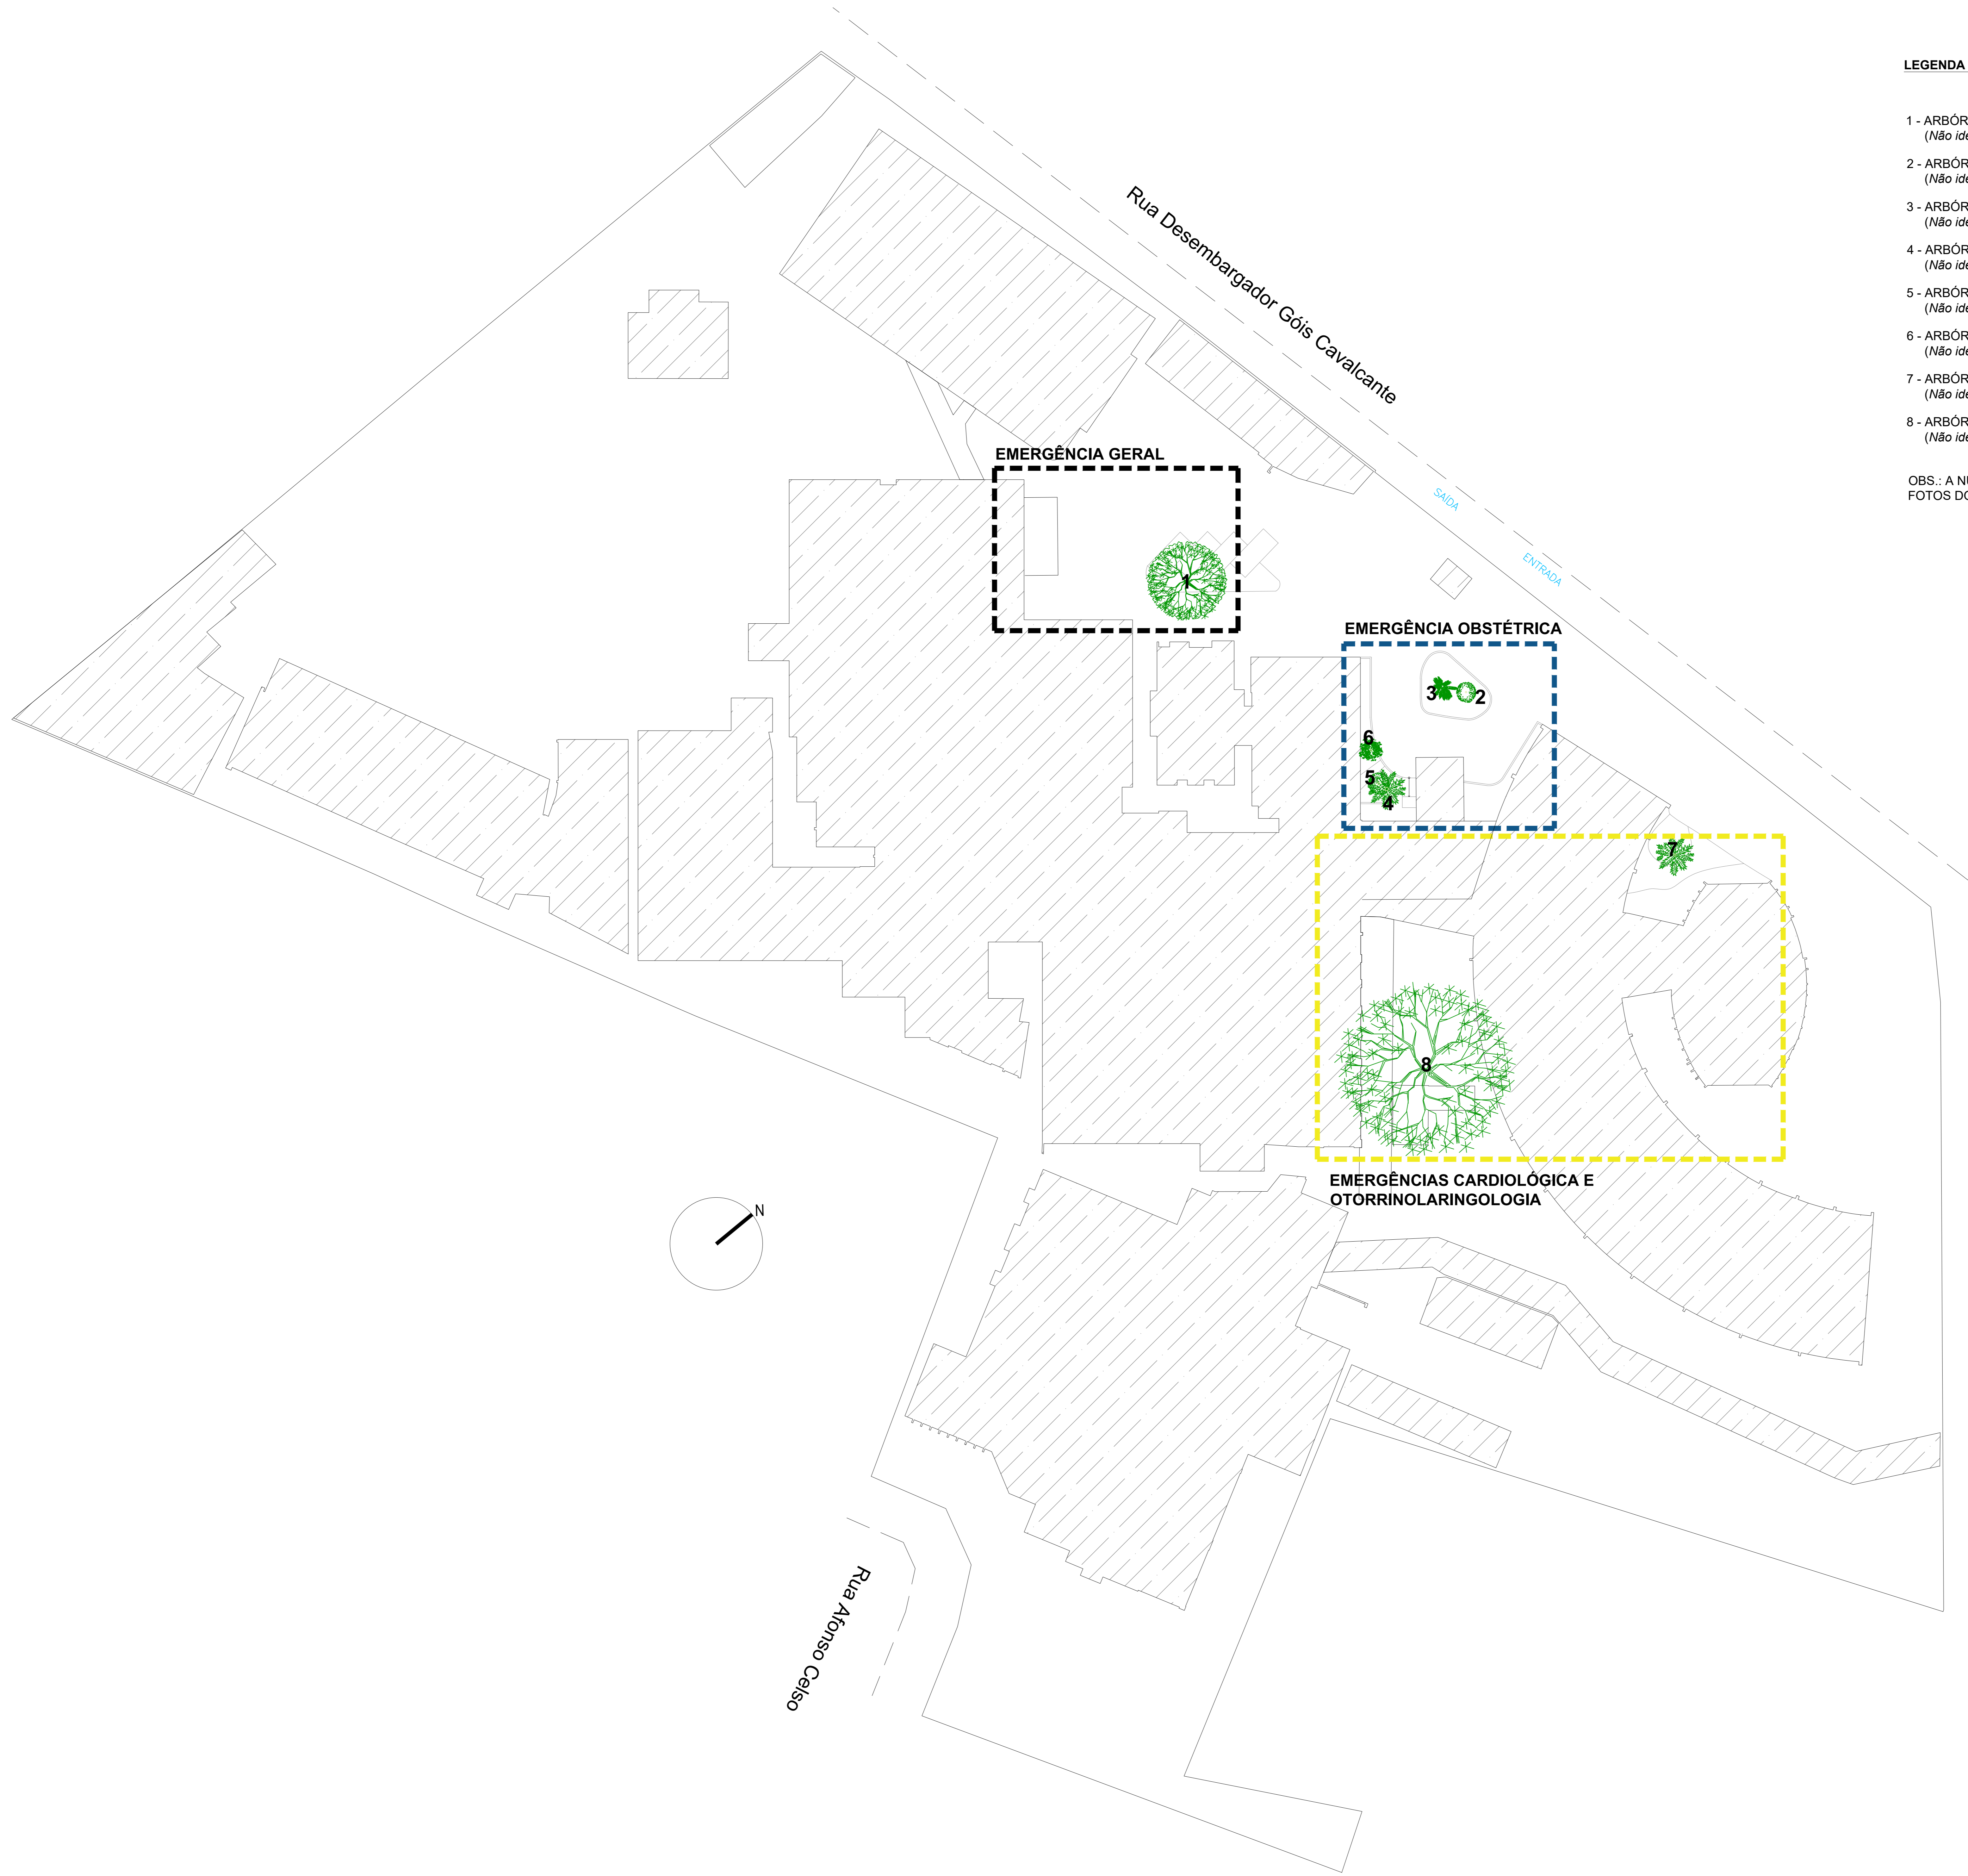 LEGENDA
1 - ARBÓR
(Não ide
2 - ARBÓR
(Não ide
3 - ARBÓR
(Não ide
4 - ARBÓR
(Não ide
5 - ARBÓR
(Não ide
6 - ARBÓR
(Não ide
7 - ARBÓR
(Não ide
8 - ARBÓR
(Não ide
OBS.: A NU
FOTOS DO
Rua Desembargador Góis Cavalcante
EMERGÊNCIA GERAL
SAÍDA
ENTRADA
1
EMERGÊNCIA OBSTÉTRICA
3
2
6
5
4
7
8
EMERGÊNCIAS CARDIOLÓGICA E
OTORRINOLARINGOLOGIA
N
Rua Afonso Celso